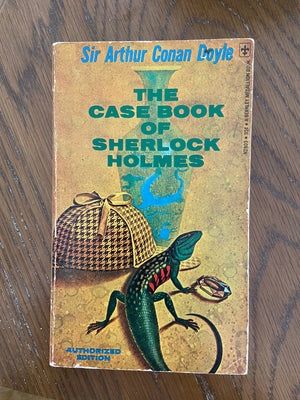 Sir Arthur Conan Doyle
THE
CASE BOOK
OF
SHERLOCK
HOLMES
AUTHORIZED
EDITION